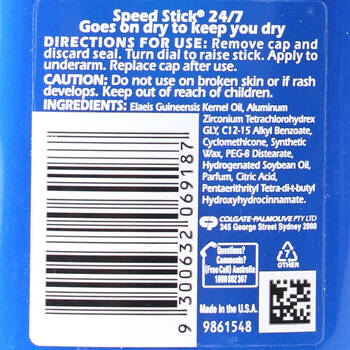 Speed Stick® 24/7
Goes on dry to keep you dry
DIRECTIONS FOR USE: Remove cap and
discard seal. Turn dial to raise stick. Apply to
underarm. Replace cap after use.
CAUTION: Do not use on broken skin or if rash
develops. Keep out of reach of children.
INGREDIENTS: Elaeis Guineensis Kernel Oil, Aluminum
Zirconium Tetrachlorohydrex
GLY, C12-15 Alkyl Benzoate,
Cyclomethicone, Synthetic
Wax, PEG-8 Distearate,
Hydrogenated Soybean Oil,
Parfum, Citric Acid,
Pentaerithrityl Tetra-di-t-butyl
Hydroxyhydrocinnamate.
COLGATE-PALMOLIVE PTY LTD
345 George Street Sydney 2000
Questions?
Comments?
(Free Call) Australia
1800 802 307
7
OTHER
Made in the U.S.A.
9861548
9 300632 069187